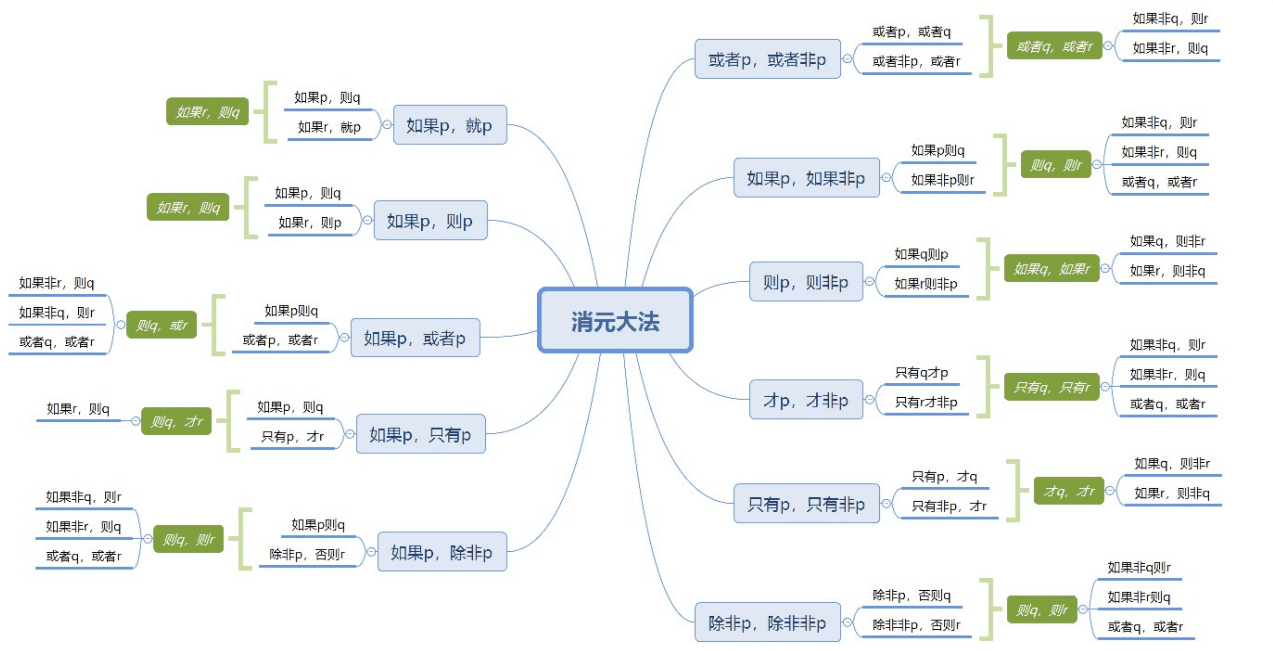 消元大法
或者p，或者非p
或者p，或者q
或者非p，或者r
或者q，或者r
如果非q，则r
如果非r，则q
如果p，如果非p
如果p则q
如果非p则r
则q，则r
如果非q，则r
如果非r，则q
或者q，或者r
则p，则非p
如果q则p
如果r则非p
如果q，如果r
如果q，则非r
如果r，则非q
才p，才非p
只有q才p
只有r才非p
只有q，只有r
如果非q，则r
如果非r，则q
或者q，或者r
只有p，只有非p
只有p，才q
只有非p，才r
才q，才r
如果q，则非r
如果r，则非q
除非p，除非非p
除非p，否则q
除非非p，否则r
则q，则r
如果非q则r
如果非r则q
或者q，或者r
如果p，就p
如果p，则q
如果r，就p
如果r，则q
如果p，则p
如果p，则q
如果r，则p
如果r，则q
如果p，或者p
如果p则q
或者p，或者r
则q，或r
如果非r，则q
如果非q，则r
或者q，或者r
如果p，只有p
如果p，则q
只有p，才r
则q，才r
如果r，则q
如果p，除非p
如果p则q
除非p，否则r
则q，则r
如果非q，则r
如果非r，则q
或者q，或者r